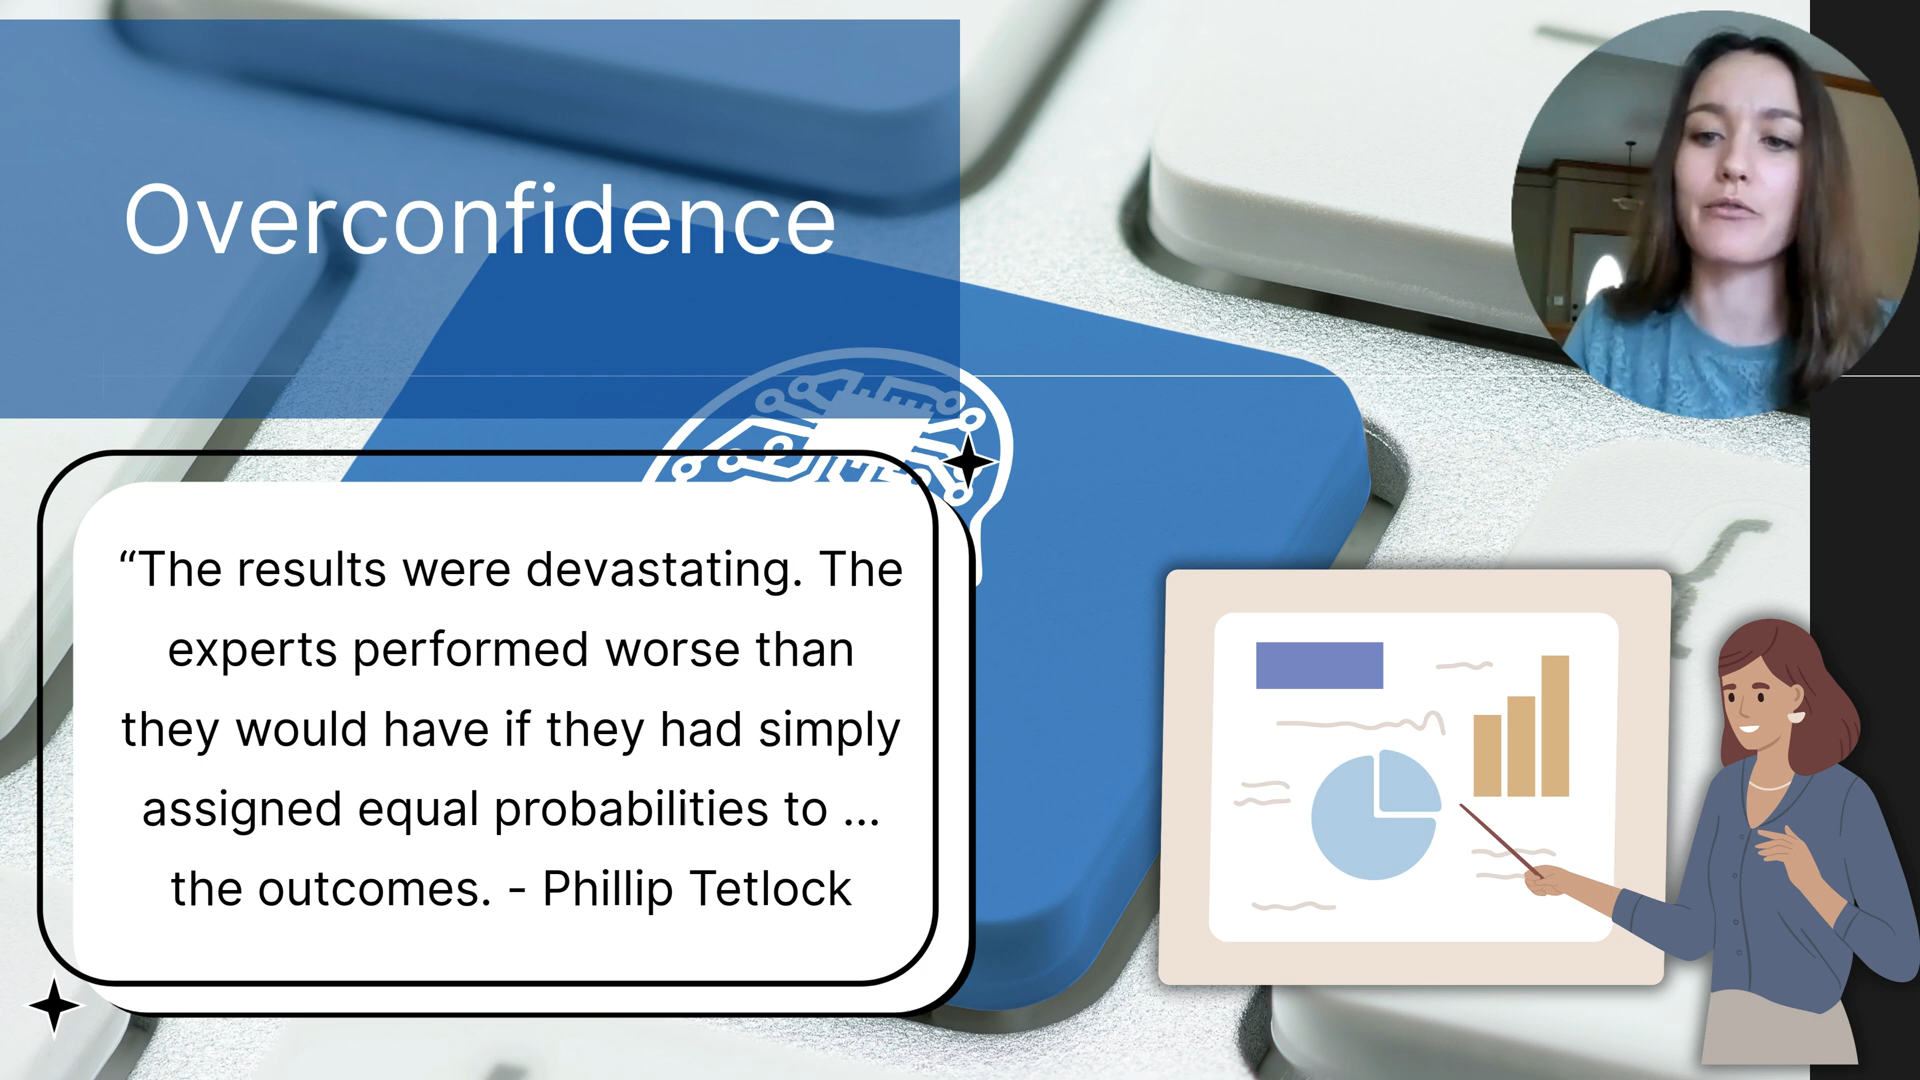 Overconfidence
“The results were devastating. The
experts performed worse than
they would have if they had simply
assigned equal probabilities to ...
the outcomes. - Phillip Tetlock